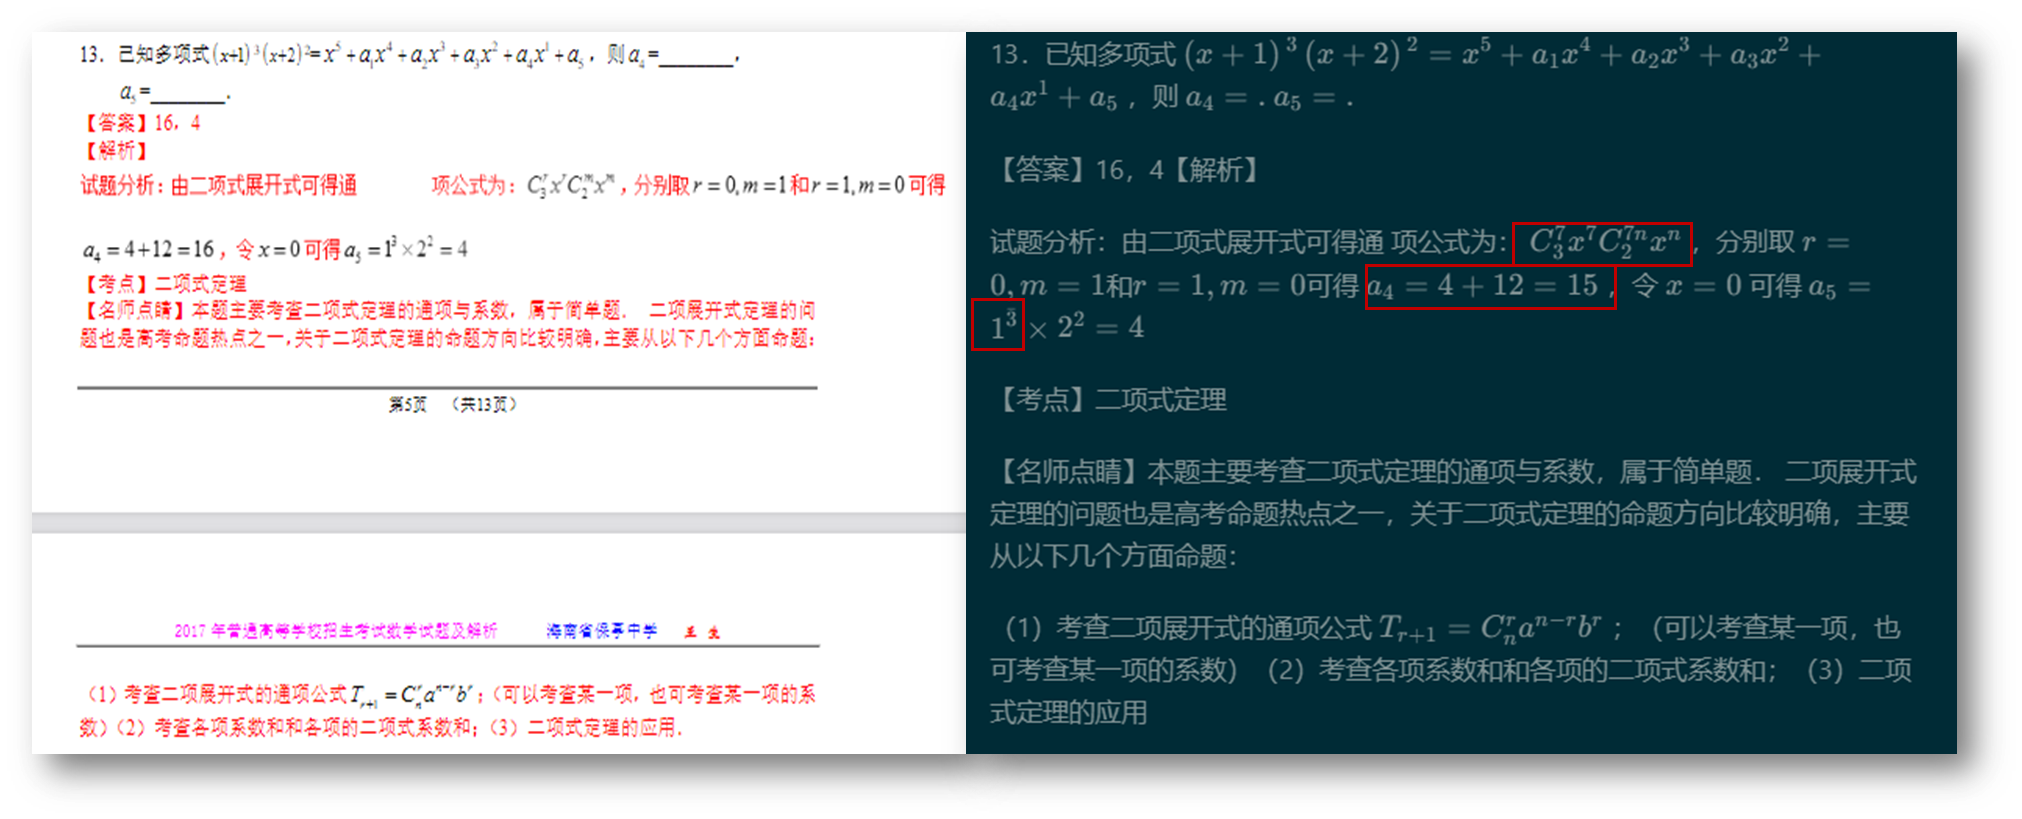 13. 已知多项式(x+1)³(x+2)²=x⁵+a₁x⁴+a₂x³+a₃x²+a₄x¹+a₅，则a₄=________，
a₅=________.
【答案】16，4
【解析】
试题分析：由二项式展开式可得通 项公式为：C₃ʳxʳC₂ᵐxᵐ，分别取r=0,m=1和r=1,m=0可得
a₄=4+12=16，令x=0可得a₅=1³×2²=4
【考点】二项式定理
【名师点睛】本题主要考查二项式定理的通项与系数，属于简单题． 二项展开式定理的问
题也是高考命题热点之一,关于二项式定理的命题方向比较明确,主要从以下几个方面命题：
第5页 （共13页）
2017年普通高等学校招生考试数学试题及解析 海南省保亭中学
（1）考查二项展开式的通项公式Tᵣ₊₁=Cₙʳaⁿ⁻ʳbʳ；（可以考查某一项，也可考查某一项的系
数）（2）考查各项系数和和各项的二项式系数和；（3）二项式定理的应用．
13．已知多项式 (x+1)³(x+2)² = x⁵ + a₁x⁴ + a₂x³ + a₃x² +
a₄x¹ + a₅ ，则 a₄ = . a₅ = .
【答案】16，4【解析】
试题分析：由二项式展开式可得通 项公式为： C₃⁷x⁷C₂⁷ⁿxⁿ ，分别取 r =
0, m = 1和r = 1, m = 0可得 a₄ = 4 + 12 = 15 ，令 x = 0 可得 a₅ =
1^{\bar{3}} × 2² = 4
【考点】二项式定理
【名师点睛】本题主要考查二项式定理的通项与系数，属于简单题． 二项展开式
定理的问题也是高考命题热点之一，关于二项式定理的命题方向比较明确，主要
从以下几个方面命题：
（1）考查二项展开式的通项公式 Tᵣ₊₁ = Cₙʳaⁿ⁻ʳbʳ ；（可以考查某一项，也
可考查某一项的系数）（2）考查各项系数和和各项的二项式系数和；（3）二项
式定理的应用